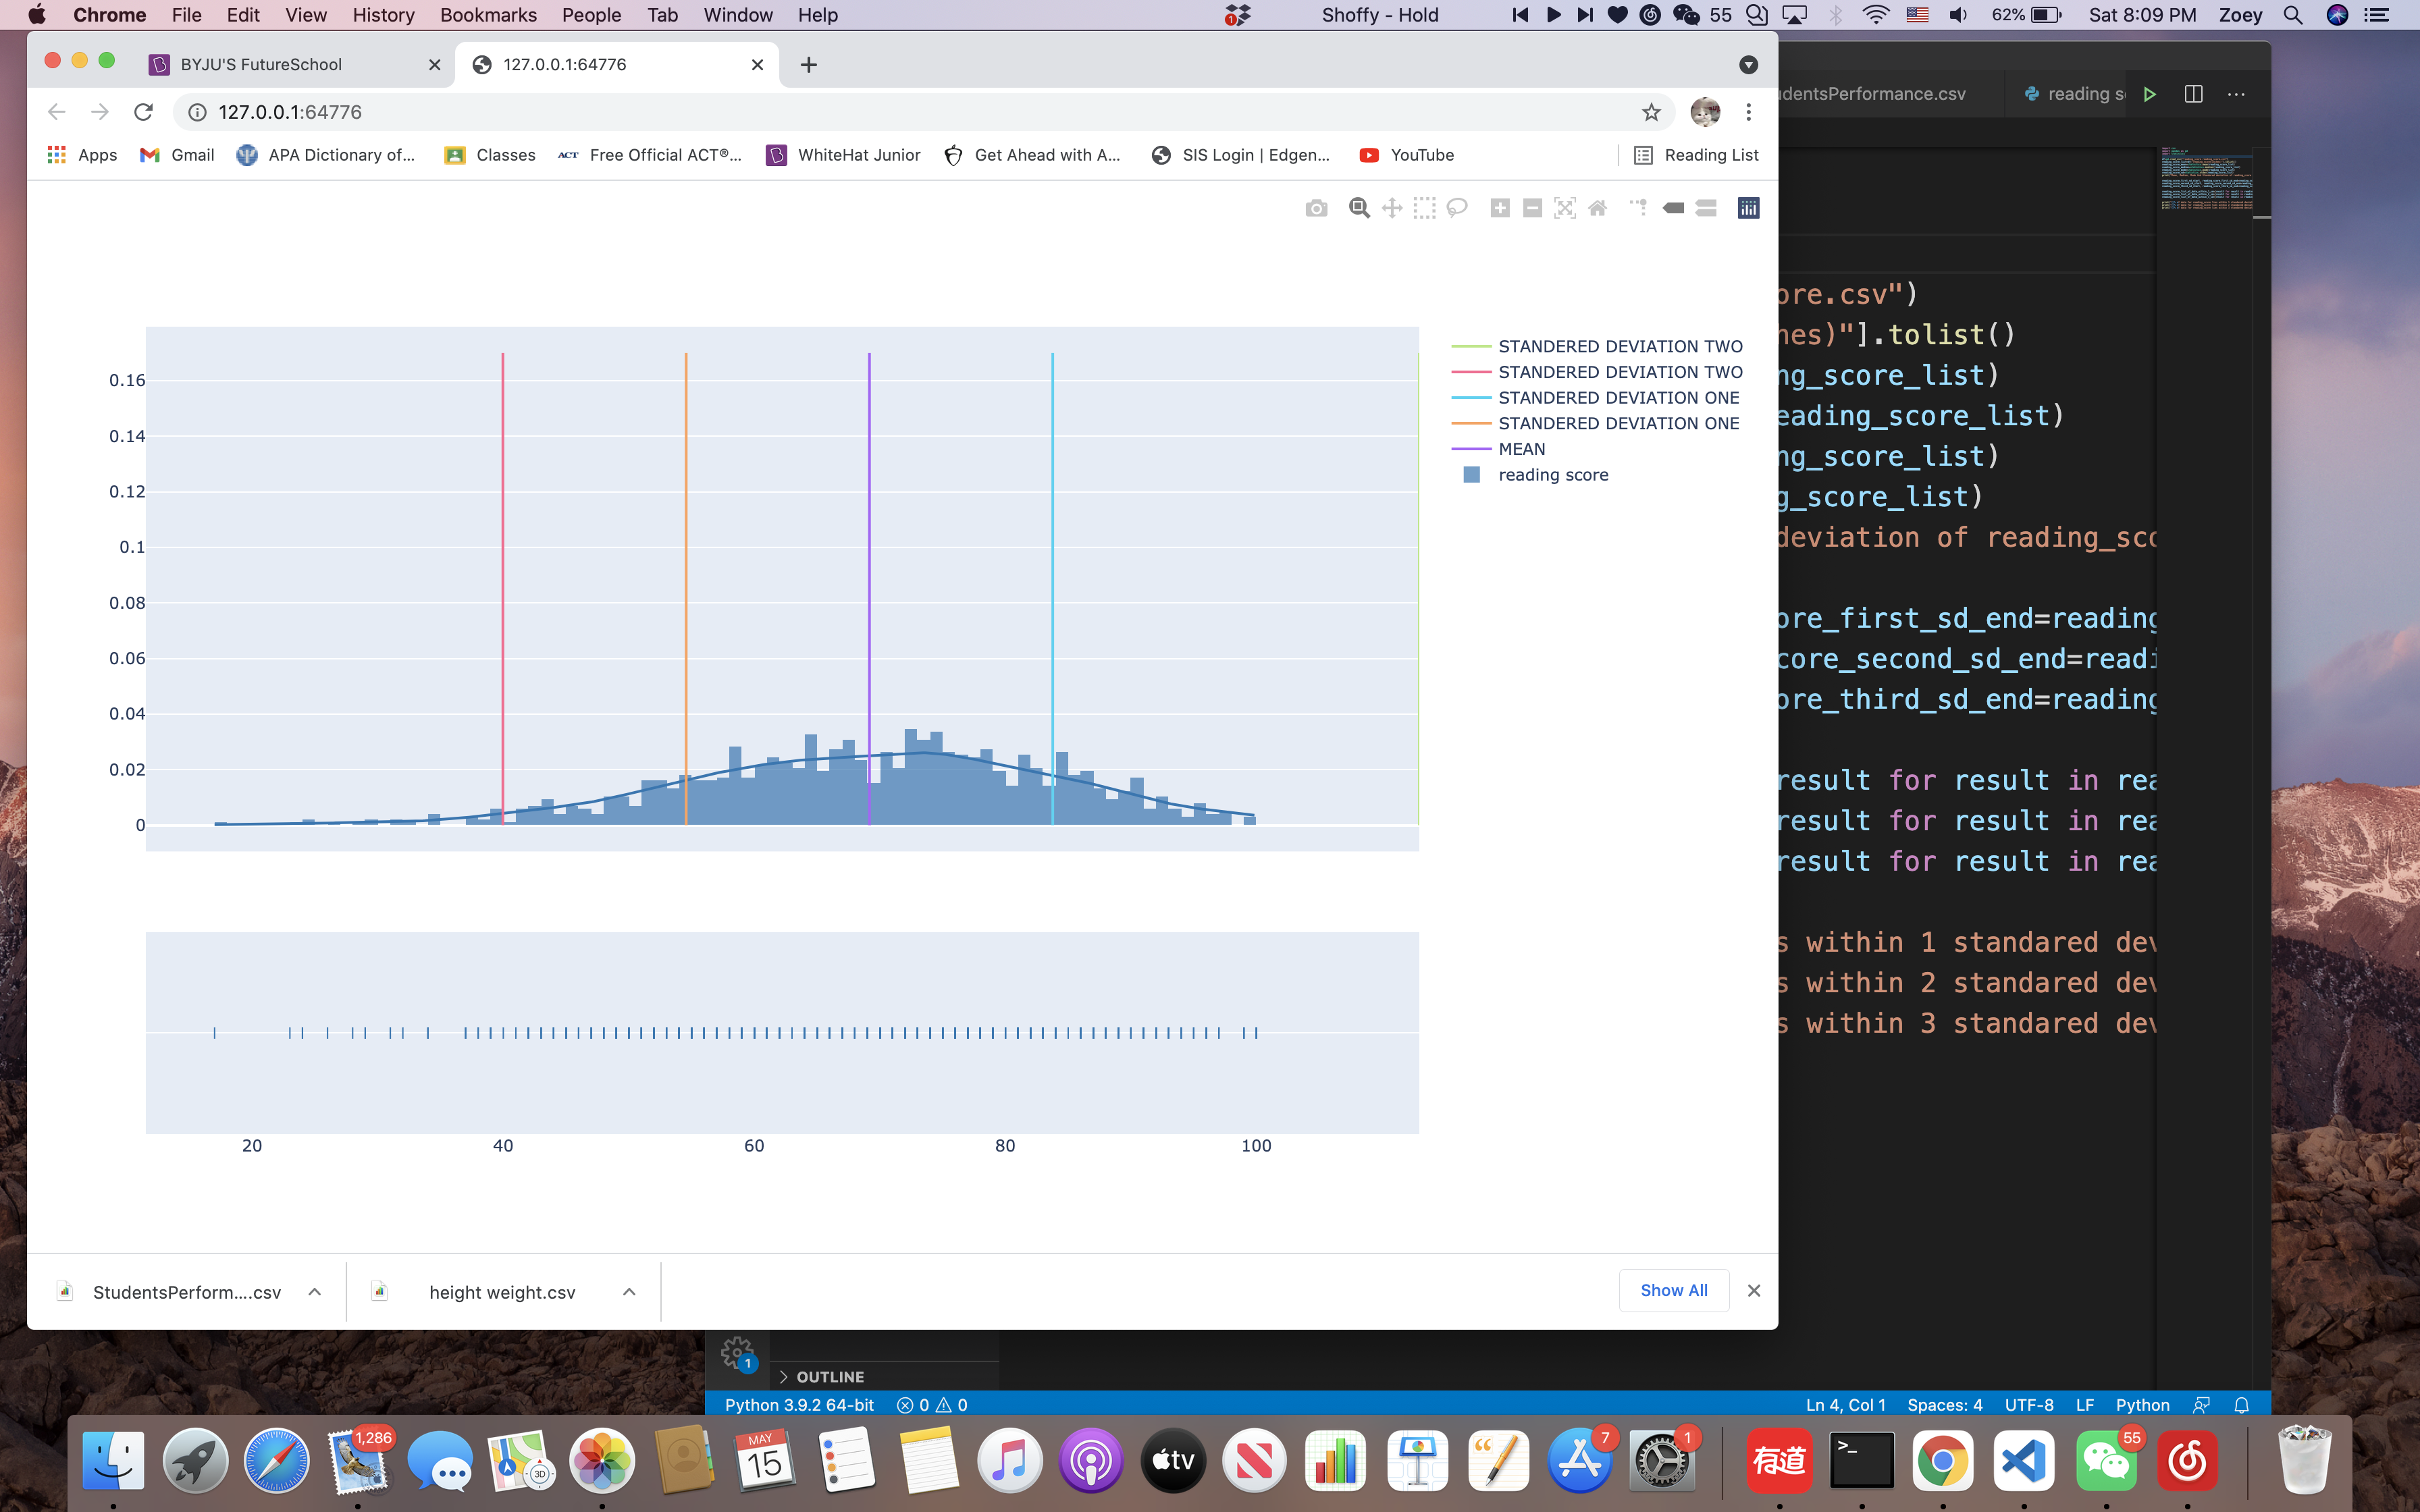 Chrome File Edit View History Bookmarks People Tab Window Help Shoffy - Hold 55 62% Sat 8:09 PM Zoey
BYJU'S FutureSchool 127.0.0.1:64776
127.0.0.1:64776
Apps Gmail APA Dictionary of... Classes ACT Free Official ACT®... WhiteHat Junior Get Ahead with A... SIS Login | Edgen... YouTube Reading List
STANDERED DEVIATION TWO
STANDERED DEVIATION TWO
STANDERED DEVIATION ONE
STANDERED DEVIATION ONE
MEAN
reading score
0.16
0.14
0.12
0.1
0.08
0.06
0.04
0.02
0
20 40 60 80 100
StudentsPerform....csv height weight.csv Show All
udentsPerformance.csv reading s
ore.csv")
hes)"].tolist()
ng_score_list)
eading_score_list)
ng_score_list)
g_score_list)
deviation of reading_sco
ore_first_sd_end=reading
core_second_sd_end=readi
ore_third_sd_end=reading
result for result in rea
result for result in rea
result for result in rea
s within 1 standared dev
s within 2 standared dev
s within 3 standared dev
1
OUTLINE
Python 3.9.2 64-bit 0 0 Ln 4, Col 1 Spaces: 4 UTF-8 LF Python
1,286 3D MAY 15 tv 7 1 有道 >_ 55